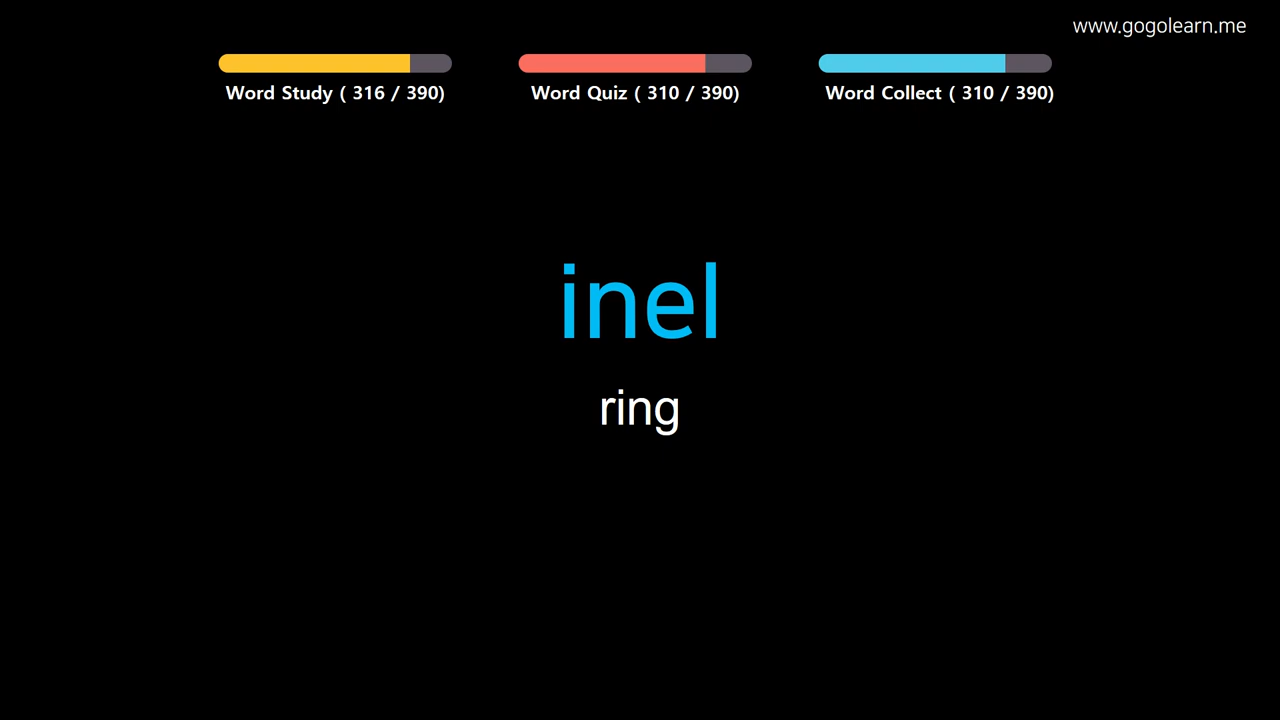 www.gogolearn.me
Word Study ( 316 / 390)
Word Quiz ( 310 / 390)
Word Collect ( 310 / 390)
inel
ring